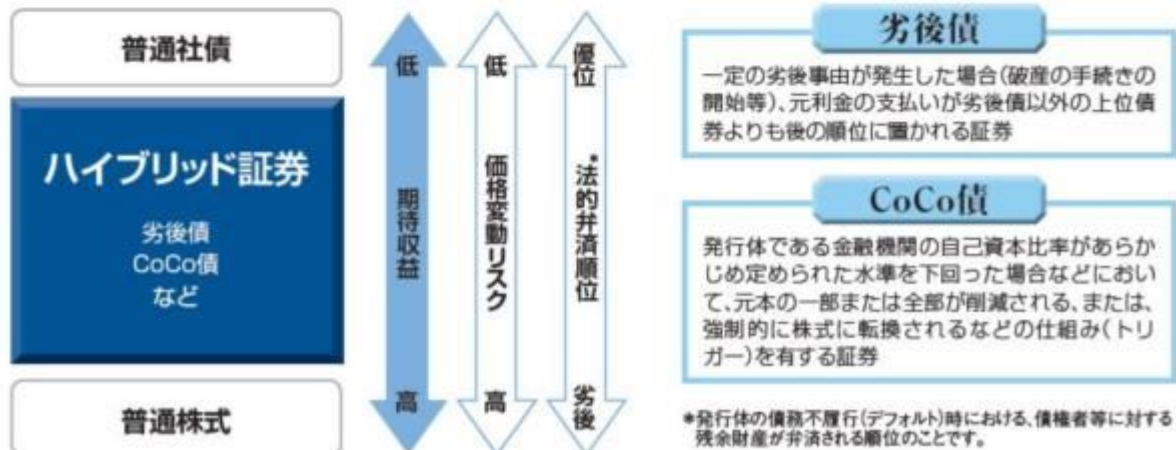 普通社債
ハイブリッド証券
劣後債
CoCo債
など
普通株式
低
期待収益
高
低
価格変動リスク
高
優位
*法的弁済順位
劣後
劣後債
一定の劣後事由が発生した場合(破産の手続きの
開始等)、元利金の支払いが劣後債以外の上位債
券よりも後の順位に置かれる証券
CoCo債
発行体である金融機関の自己資本比率があらか
じめ定められた水準を下回った場合などにおい
て、元本の一部または全部が削減される、または、
強制的に株式に転換されるなどの仕組み(トリ
ガー)を有する証券
*発行体の債務不履行(デフォルト)時における、債権者等に対する
残余財産が弁済される順位のことです。